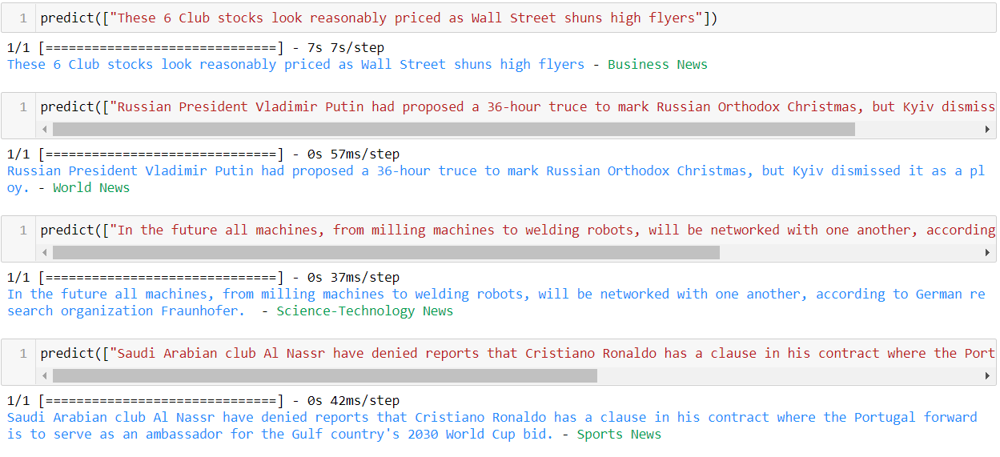 1 predict(["These 6 Club stocks look reasonably priced as Wall Street shuns high flyers"])
1/1 [==============================] - 7s 7s/step
These 6 Club stocks look reasonably priced as Wall Street shuns high flyers - Business News
1 predict(["Russian President Vladimir Putin had proposed a 36-hour truce to mark Russian Orthodox Christmas, but Kyiv dismiss
1/1 [==============================] - 0s 57ms/step
Russian President Vladimir Putin had proposed a 36-hour truce to mark Russian Orthodox Christmas, but Kyiv dismissed it as a pl
oy. - World News
1 predict(["In the future all machines, from milling machines to welding robots, will be networked with one another, according
1/1 [==============================] - 0s 37ms/step
In the future all machines, from milling machines to welding robots, will be networked with one another, according to German re
search organization Fraunhofer.  - Science-Technology News
1 predict(["Saudi Arabian club Al Nassr have denied reports that Cristiano Ronaldo has a clause in his contract where the Port
1/1 [==============================] - 0s 42ms/step
Saudi Arabian club Al Nassr have denied reports that Cristiano Ronaldo has a clause in his contract where the Portugal forward
is to serve as an ambassador for the Gulf country's 2030 World Cup bid. - Sports News